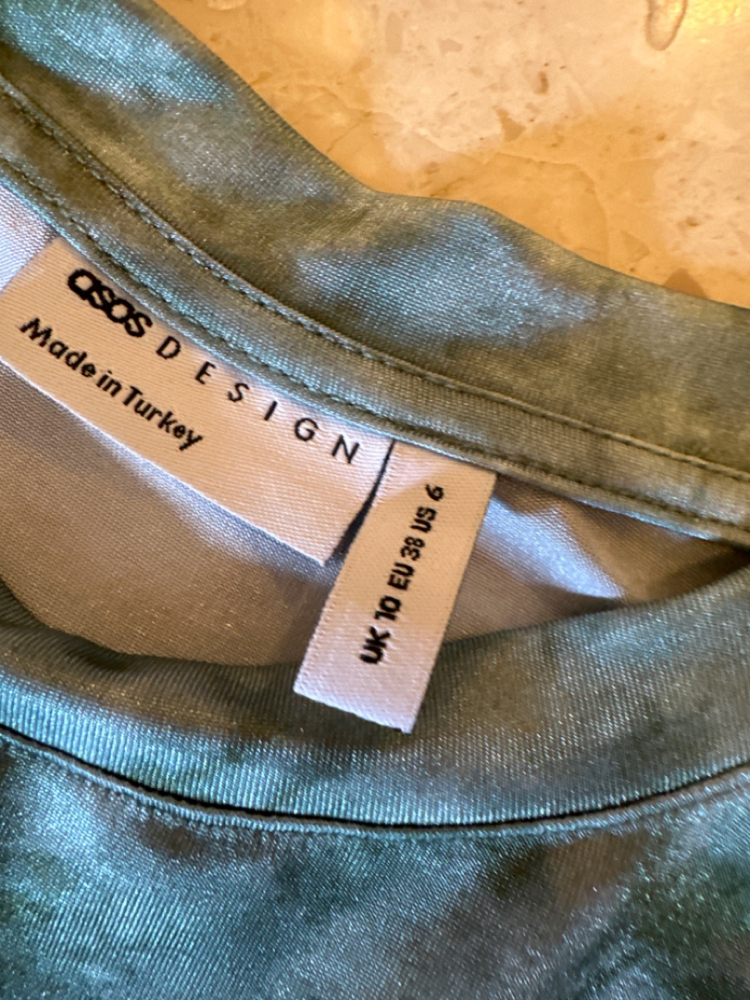 asos DESIGN
Made in Turkey
UK 10 EU 38 US 6